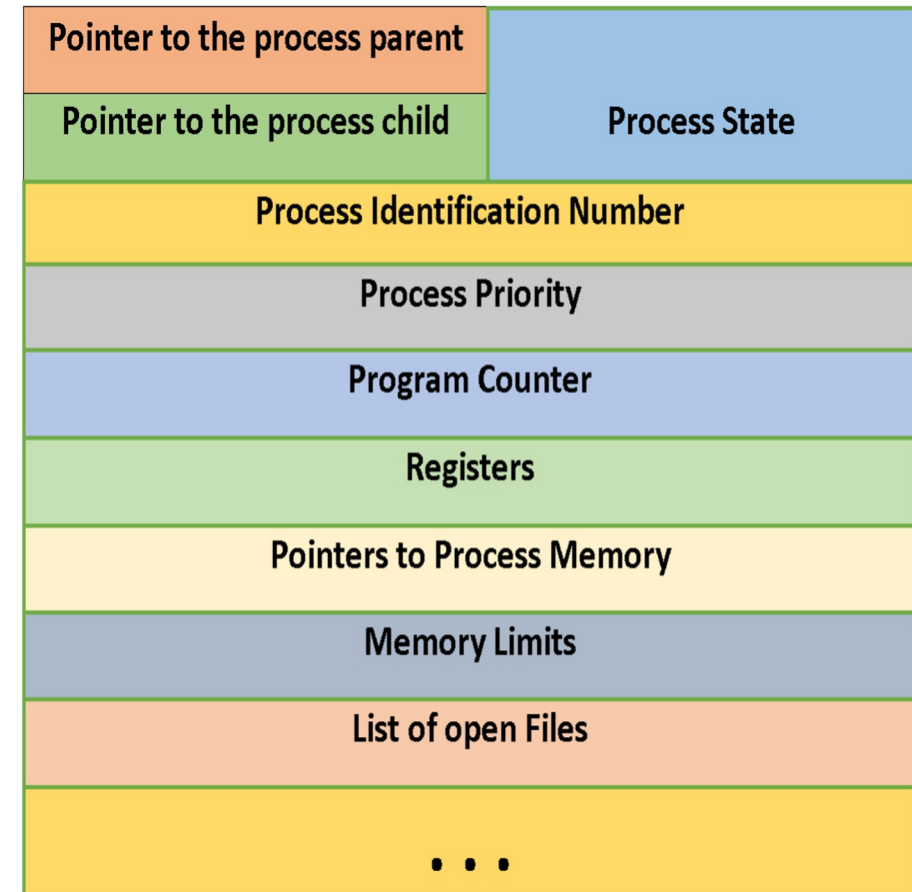 Pointer to the process parent
Pointer to the process child
Process State
Process Identification Number
Process Priority
Program Counter
Registers
Pointers to Process Memory
Memory Limits
List of open Files
. . .